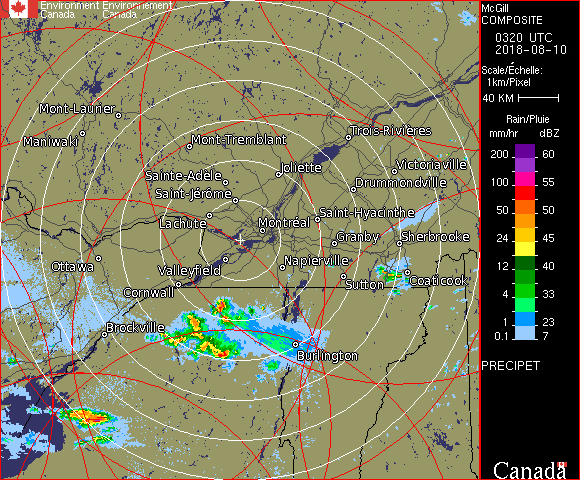 Environment Environnement
Canada Canada
McGill
COMPOSITE
0320 UTC
2018-08-10
Scale/Échelle:
1km/Pixel
40 KM
Rain/Pluie
mm/hr dBZ
200 60
100 55
50 50
24 45
12 40
4 33
1 23
0.1 7
PRECIPET
Canada
Mont-Laurier
Maniwaki
Mont-Tremblant
Trois-Rivières
Sainte-Adèle
Joliette
Victoriaville
Saint-Jérôme
Drummondville
Lachute
Montréal
Saint-Hyacinthe
Granby
Sherbrooke
Ottawa
Valleyfield
Napierville
Cornwall
Sutton
Coaticook
Brockville
Burlington